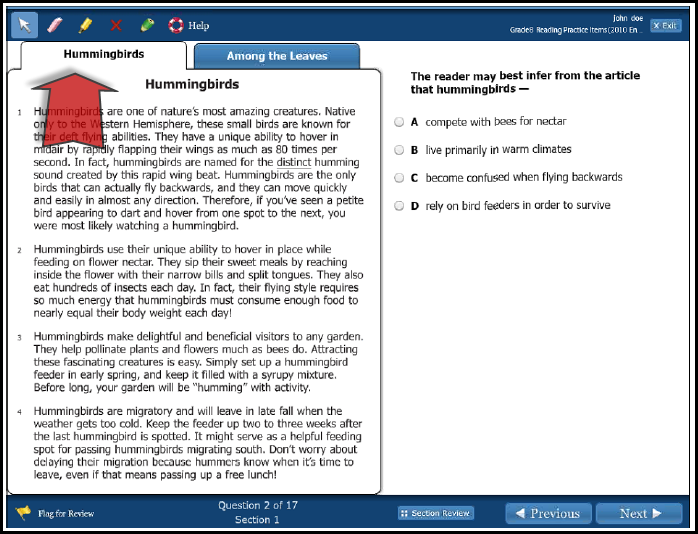 Help
John doe
Grade8 Reading Practice Items (2010 En...
X Exit
Hummingbirds
Among the Leaves
Hummingbirds
1 Hummingbirds are one of nature's most amazing creatures. Native
only to the Western Hemisphere, these small birds are known for
their deft flying abilities. They have a unique ability to hover in
midair by rapidly flapping their wings as much as 80 times per
second. In fact, hummingbirds are named for the distinct humming
sound created by this rapid wing beat. Hummingbirds are the only
birds that can actually fly backwards, and they can move quickly
and easily in almost any direction. Therefore, if you've seen a petite
bird appearing to dart and hover from one spot to the next, you
were most likely watching a hummingbird.
2 Hummingbirds use their unique ability to hover in place while
feeding on flower nectar. They sip their sweet meals by reaching
inside the flower with their narrow bills and split tongues. They also
eat hundreds of insects each day. In fact, their flying style requires
so much energy that hummingbirds must consume enough food to
nearly equal their body weight each day!
3 Hummingbirds make delightful and beneficial visitors to any garden.
They help pollinate plants and flowers much as bees do. Attracting
these fascinating creatures is easy. Simply set up a hummingbird
feeder in early spring, and keep it filled with a syrupy mixture.
Before long, your garden will be "humming" with activity.
4 Hummingbirds are migratory and will leave in late fall when the
weather gets too cold. Keep the feeder up two to three weeks after
the last hummingbird is spotted. It might serve as a helpful feeding
spot for passing hummingbirds migrating south. Don't worry about
delaying their migration because hummers know when it's time to
leave, even if that means passing up a free lunch!
The reader may best infer from the article
that hummingbirds —
A compete with bees for nectar
B live primarily in warm climates
C become confused when flying backwards
D rely on bird feeders in order to survive
Flag for Review
Question 2 of 17
Section 1
Section Review
Previous
Next